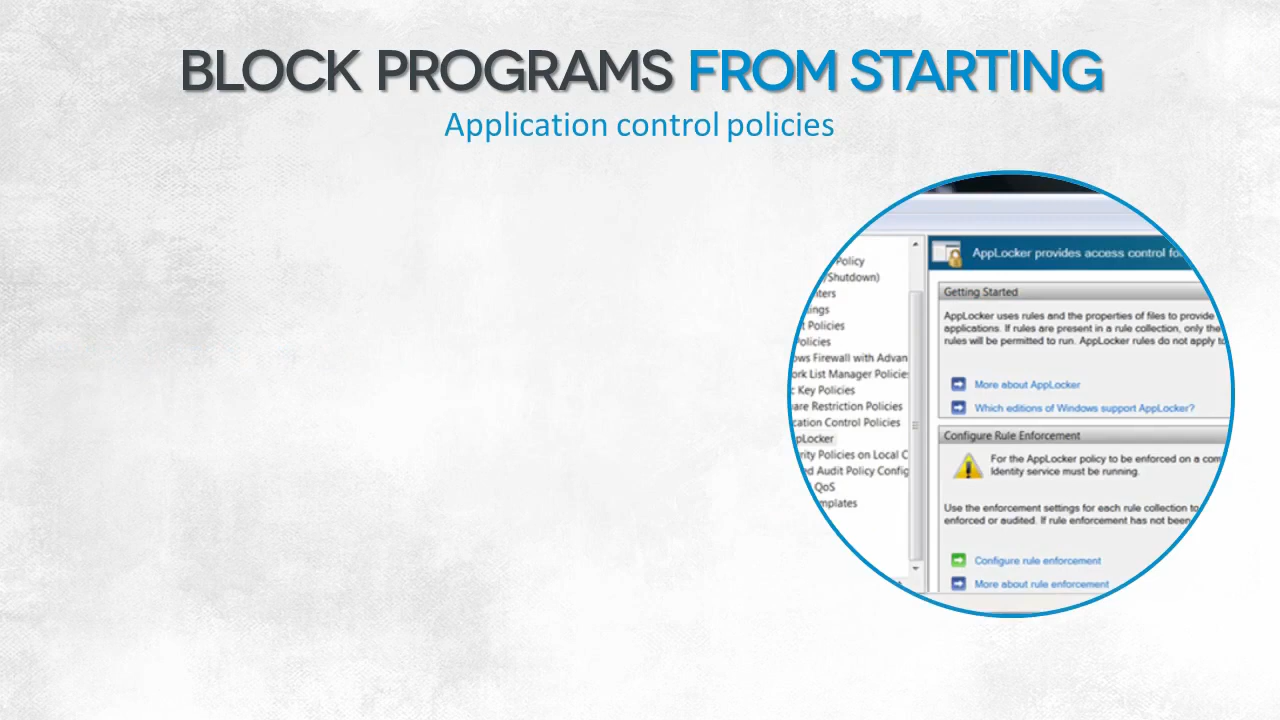 BLOCK PROGRAMS FROM STARTING
Application control policies
Policy
/Shutdown)
ters
ings
t Policies
Policies
ows Firewall with Advan
ork List Manager Policies
c Key Policies
are Restriction Policies
cation Control Policies
pLocker
rity Policies on Local C
ed Audit Policy Config
QoS
mplates
AppLocker provides access control fo
Getting Started
AppLocker uses rules and the properties of files to provide
applications. If rules are present in a rule collection, only the
rules will be permitted to run. AppLocker rules do not apply to
More about AppLocker
Which editions of Windows support AppLocker?
Configure Rule Enforcement
For the AppLocker policy to be enforced on a com
Identity service must be running.
Use the enforcement settings for each rule collection to
enforced or audited. If rule enforcement has not been
Configure rule enforcement
More about rule enforcement